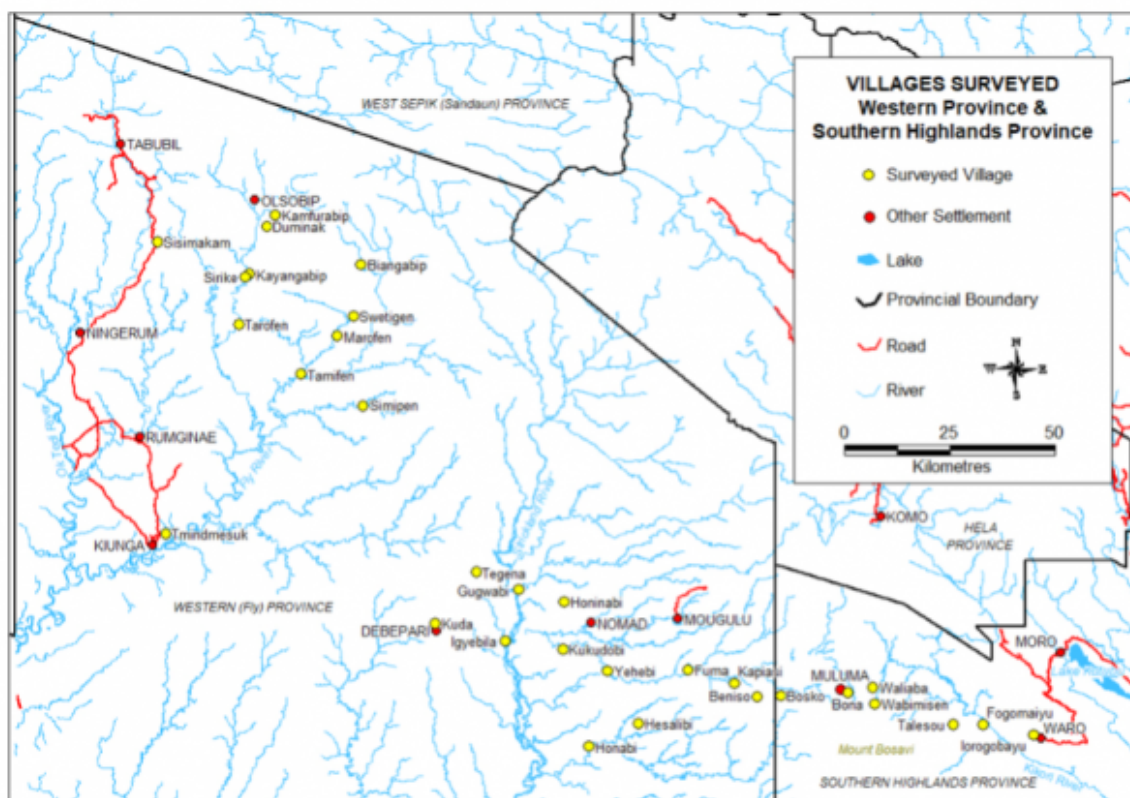 VILLAGES SURVEYED
Western Province &
Southern Highlands Province
Surveyed Village
Other Settlement
Lake
Provincial Boundary
Road
River
N
W E
S
0 25 50
Kilometres
WEST SEPIK (Sandaun) PROVINCE
TABUBIL
OLSOBIP
Kamfurabip
Duminak
Sisimakam
Biangabip
Sirika
Kayangabip
Swetigen
Tarofen
NINGERUM
Marofen
Tamifen
Simipen
RUMGINAE
Fly River
KOMO
HELA
PROVINCE
Tmindmesuk
KIUNGA
Tegena
Gugwabi
Honinabi
WESTERN (Fly) PROVINCE
Kuda
DEBEPARI
NOMAD
MOUGULU
Igyebila
Kukudobi
MORO
Yehebi
Fuma
Kapiasi
MULUMA
Waliaba
Beniso
Bosko
Bona
Wabimisen
Hesalibi
Talesou
Fogomaiyu
WARO
Honabi
Mount Bosavi
Iorogobayu
SOUTHERN HIGHLANDS PROVINCE